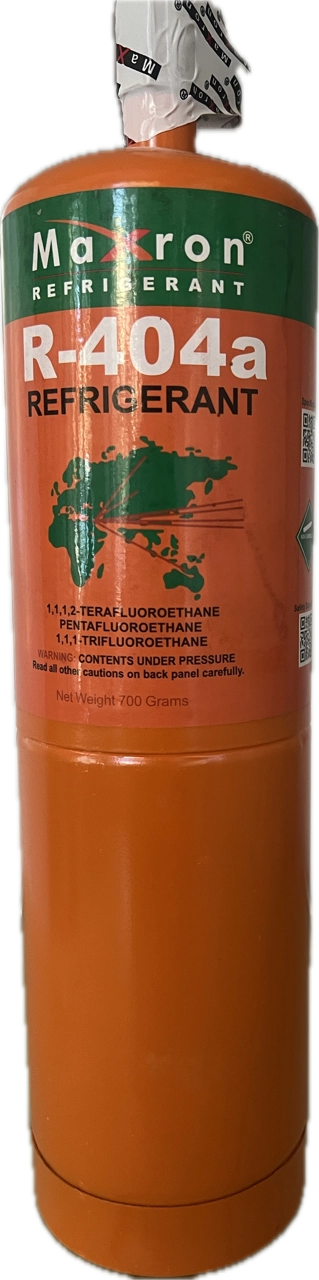 MaX
MaXron®
REFRIGERANT
R-404a
REFRIGERANT
1,1,1,2-TERAFLUOROETHANE
PENTAFLUOROETHANE
1,1,1-TRIFLUOROETHANE
WARNING: CONTENTS UNDER PRESSURE
Read all other cautions on back panel carefully.
Net Weight 700 Grams